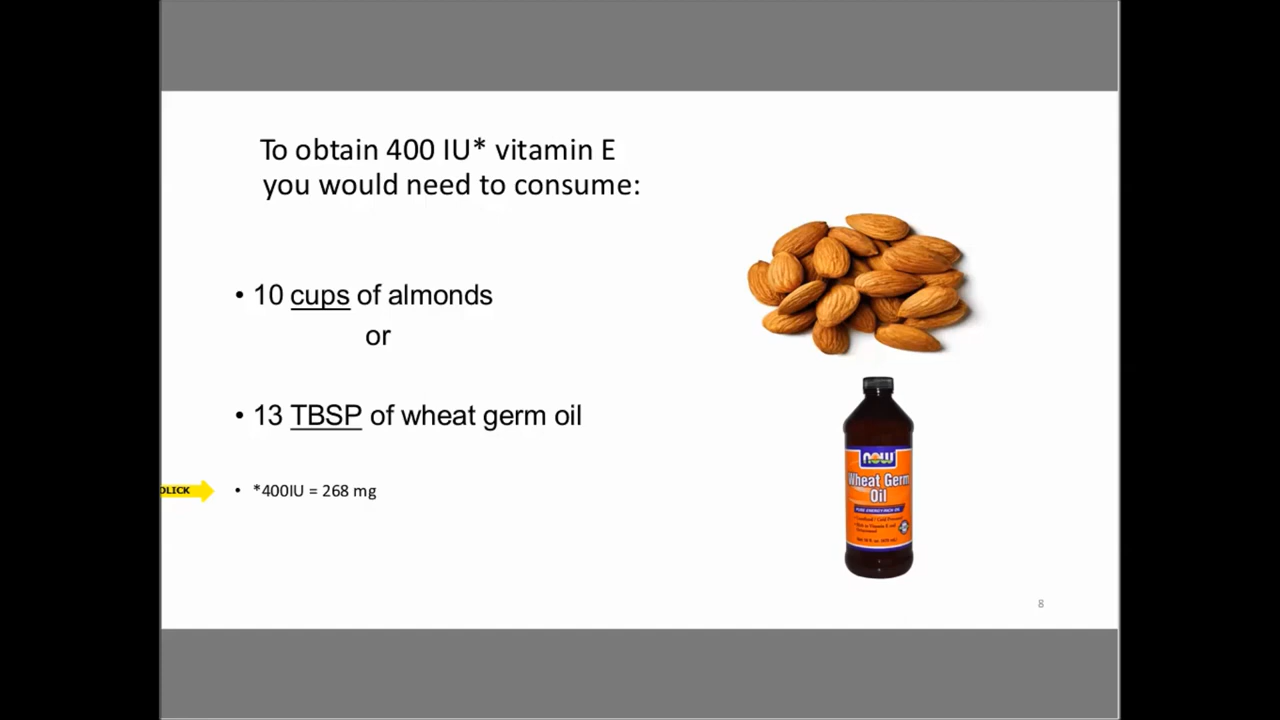 To obtain 400 IU* vitamin E
you would need to consume:
• 10 cups of almonds
or
• 13 TBSP of wheat germ oil
• *400IU = 268 mg
NOW
Wheat Germ
Oil
8